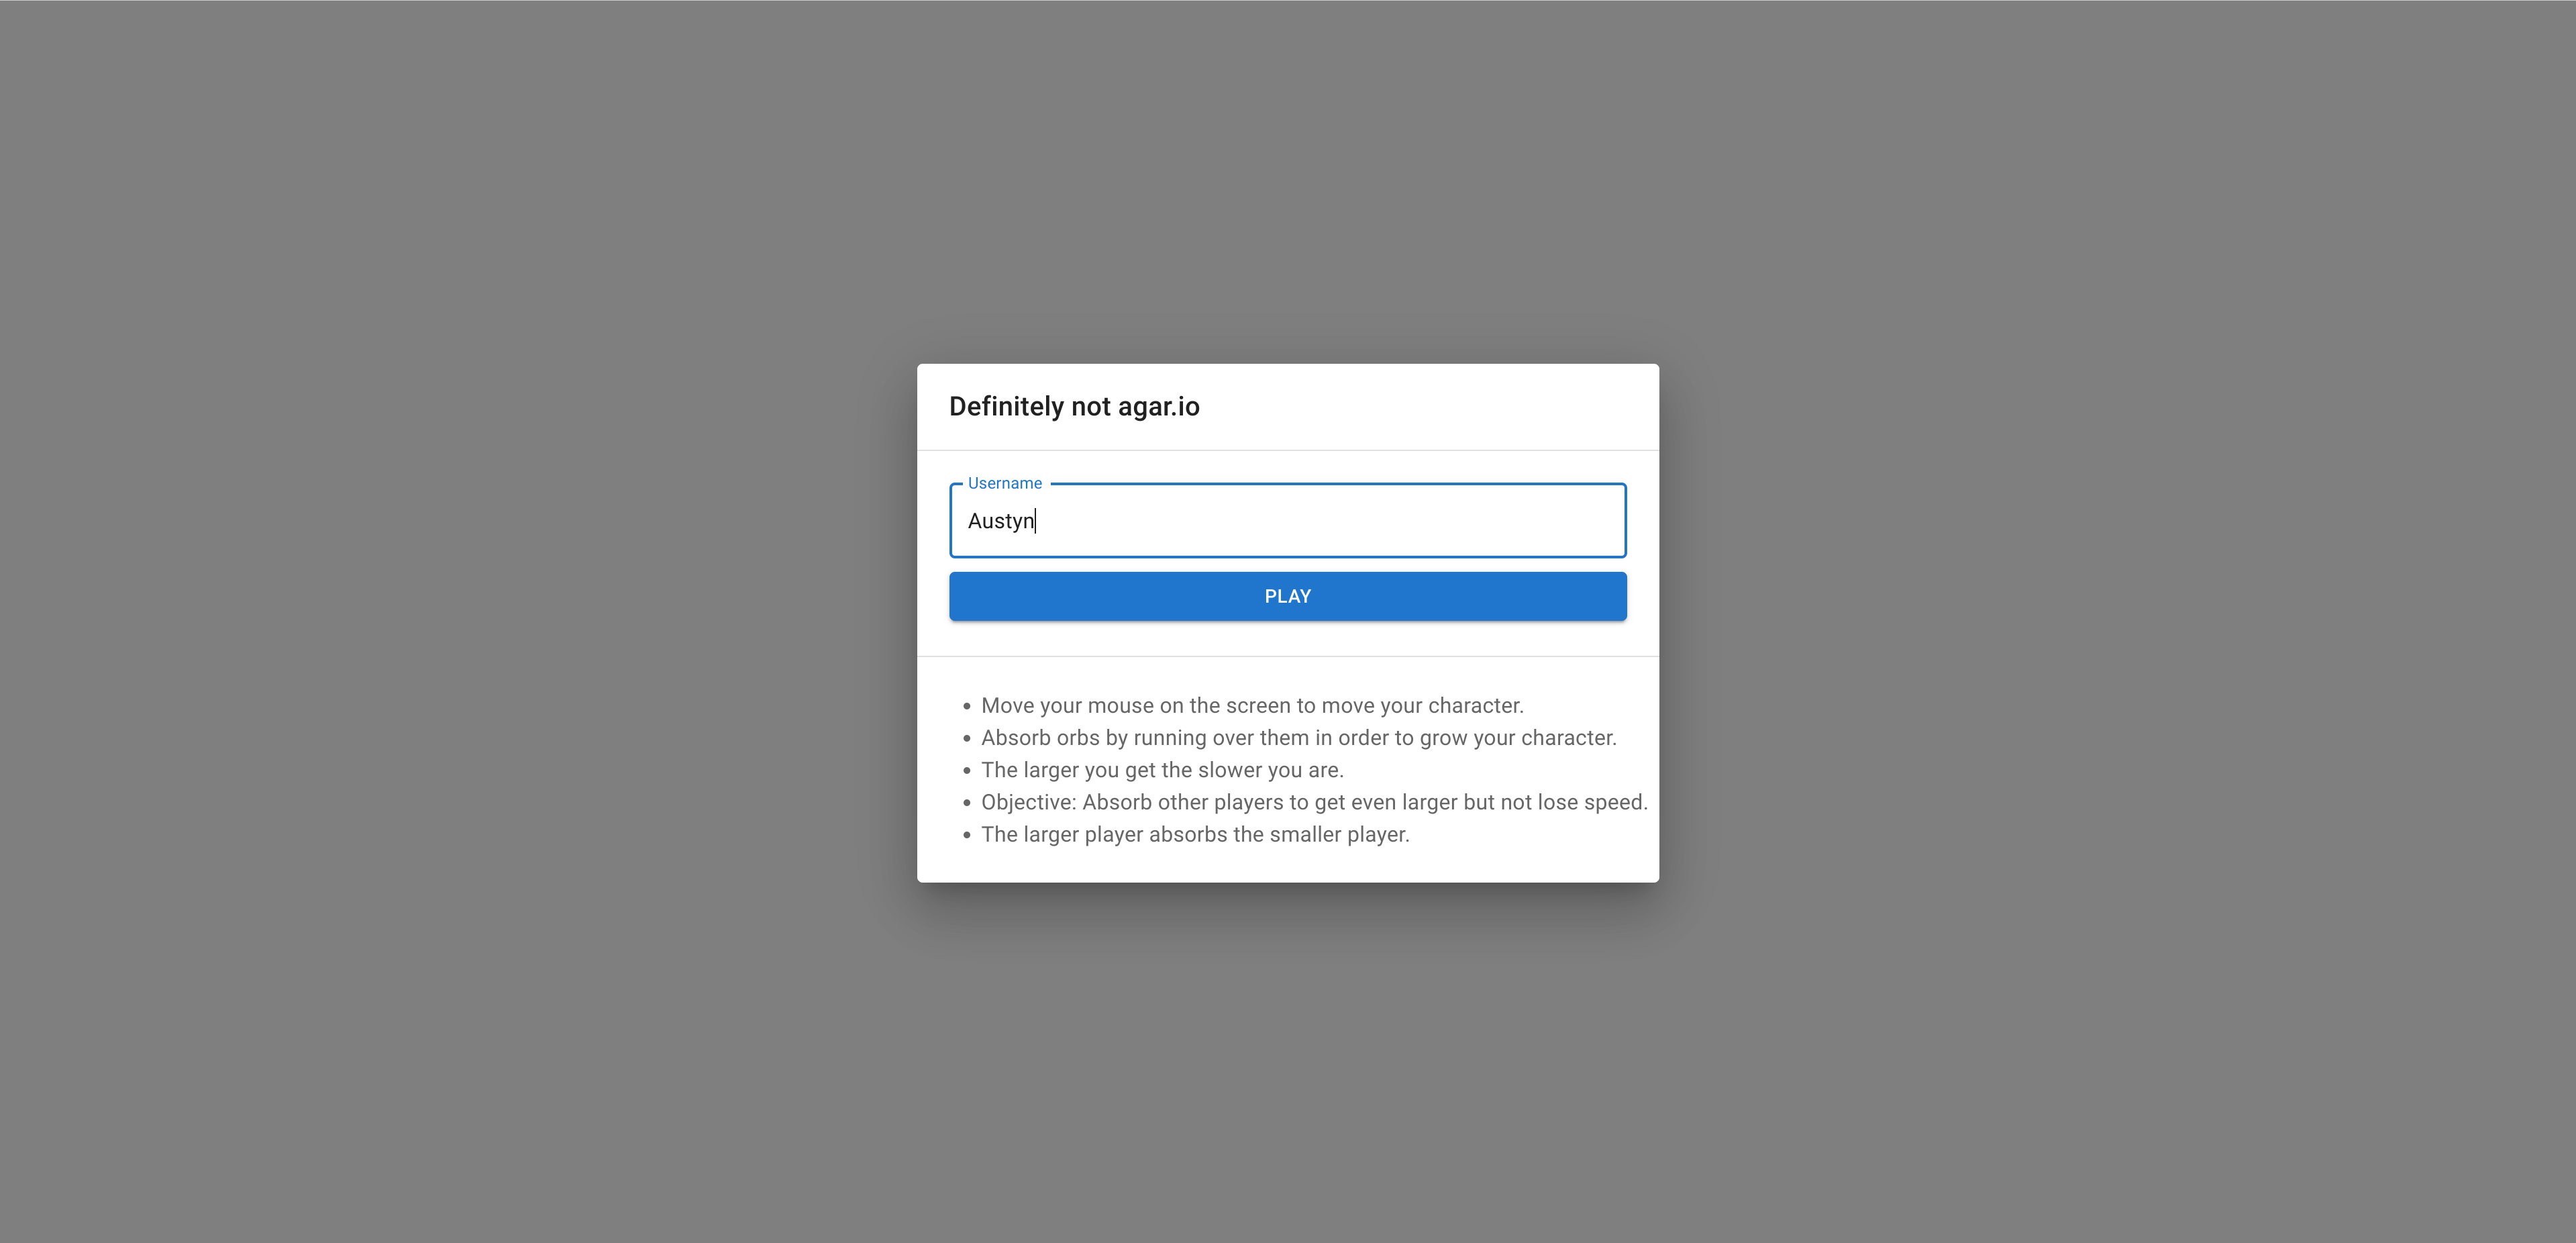 Definitely not agar.io
Username
Austyn
PLAY
Move your mouse on the screen to move your character.
Absorb orbs by running over them in order to grow your character.
The larger you get the slower you are.
Objective: Absorb other players to get even larger but not lose speed.
The larger player absorbs the smaller player.